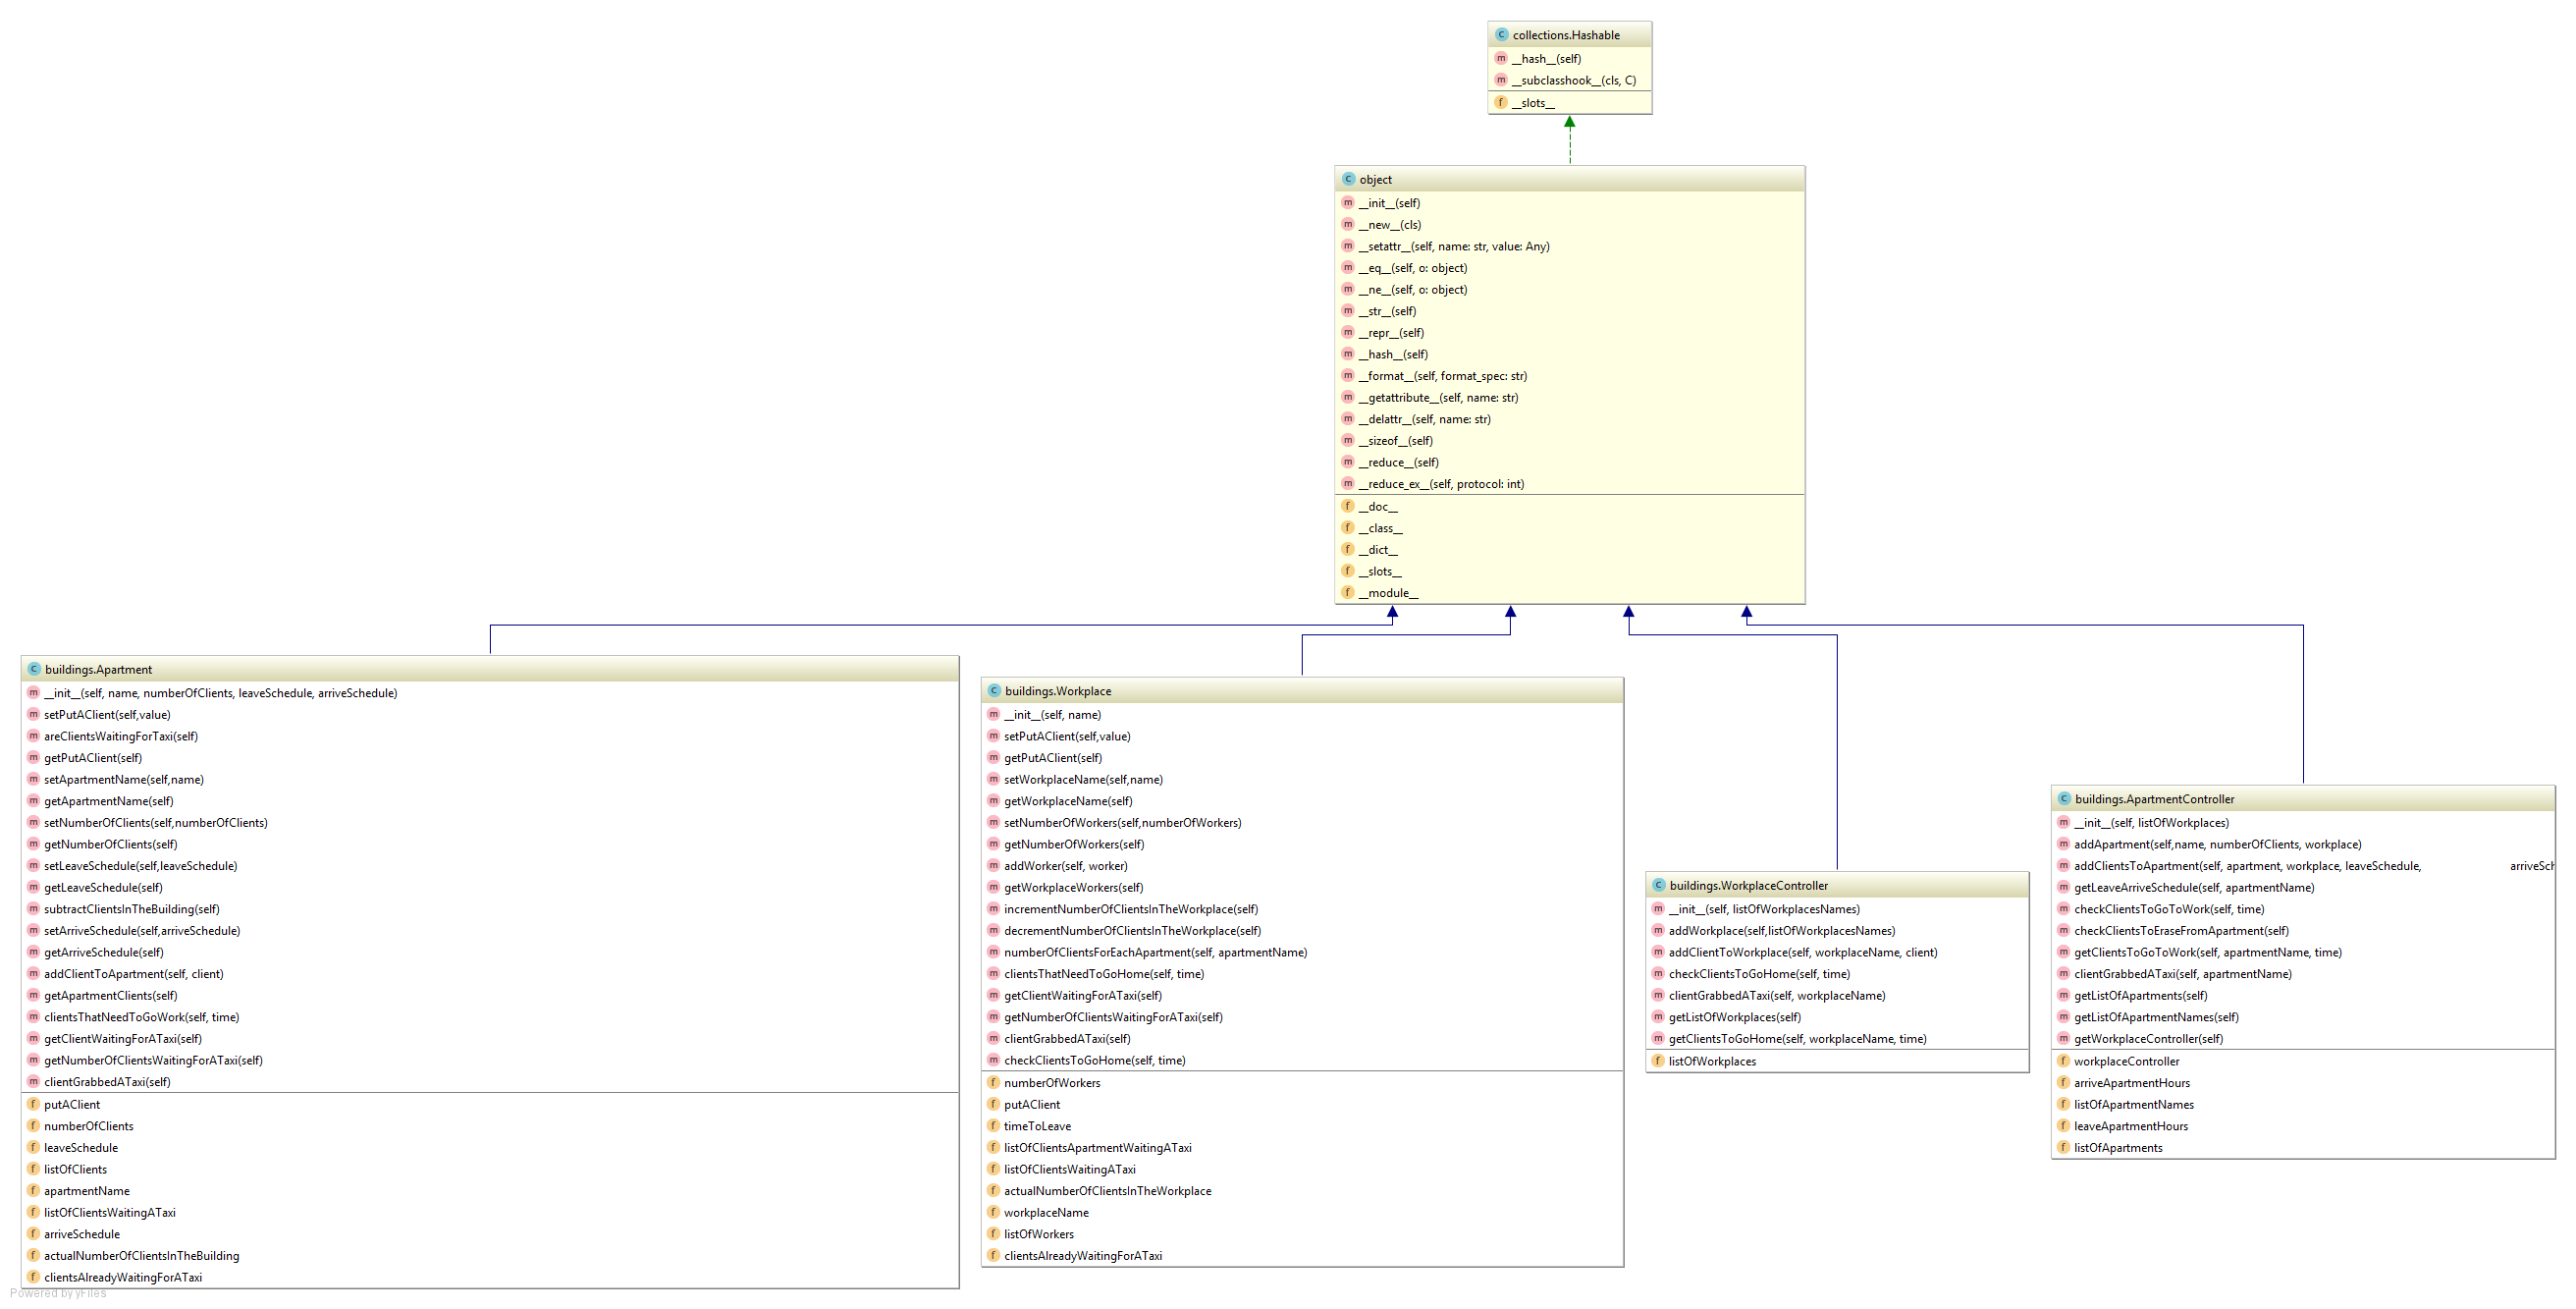 collections.Hashable
__hash__(self)
__subclasshook__(cls, C)
__slots__
object
__init__(self)
__new__(cls)
__setattr__(self, name: str, value: Any)
__eq__(self, o: object)
__ne__(self, o: object)
__str__(self)
__repr__(self)
__hash__(self)
__format__(self, format_spec: str)
__getattribute__(self, name: str)
__delattr__(self, name: str)
__sizeof__(self)
__reduce__(self)
__reduce_ex__(self, protocol: int)
__doc__
__class__
__dict__
__slots__
__module__
buildings.Apartment
__init__(self, name, numberOfClients, leaveSchedule, arriveSchedule)
setPutAClient(self,value)
areClientsWaitingForTaxi(self)
getPutAClient(self)
setApartmentName(self,name)
getApartmentName(self)
setNumberOfClients(self,numberOfClients)
getNumberOfClients(self)
setLeaveSchedule(self,leaveSchedule)
getLeaveSchedule(self)
subtractClientsInTheBuilding(self)
setArriveSchedule(self,arriveSchedule)
getArriveSchedule(self)
addClientToApartment(self, client)
getApartmentClients(self)
clientsThatNeedToGoWork(self, time)
getClientWaitingForATaxi(self)
getNumberOfClientsWaitingForATaxi(self)
clientGrabbedATaxi(self)
putAClient
numberOfClients
leaveSchedule
listOfClients
apartmentName
listOfClientsWaitingATaxi
arriveSchedule
actualNumberOfClientsInTheBuilding
clientsAlreadyWaitingForATaxi
buildings.Workplace
__init__(self, name)
setPutAClient(self,value)
getPutAClient(self)
setWorkplaceName(self,name)
getWorkplaceName(self)
setNumberOfWorkers(self,numberOfWorkers)
getNumberOfWorkers(self)
addWorker(self, worker)
getWorkplaceWorkers(self)
incrementNumberOfClientsInTheWorkplace(self)
decrementNumberOfClientsInTheWorkplace(self)
numberOfClientsForEachApartment(self, apartmentName)
clientsThatNeedToGoHome(self, time)
getClientWaitingForATaxi(self)
getNumberOfClientsWaitingForATaxi(self)
clientGrabbedATaxi(self)
checkClientsToGoHome(self, time)
numberOfWorkers
putAClient
timeToLeave
listOfClientsApartmentWaitingATaxi
listOfClientsWaitingATaxi
actualNumberOfClientsInTheWorkplace
workplaceName
listOfWorkers
clientsAlreadyWaitingForATaxi
buildings.WorkplaceController
__init__(self, listOfWorkplacesNames)
addWorkplace(self,listOfWorkplacesNames)
addClientToWorkplace(self, workplaceName, client)
checkClientsToGoHome(self, time)
clientGrabbedATaxi(self, workplaceName)
getListOfWorkplaces(self)
getClientsToGoHome(self, workplaceName, time)
listOfWorkplaces
buildings.ApartmentController
__init__(self, listOfWorkplaces)
addApartment(self,name, numberOfClients, workplace)
addClientsToApartment(self, apartment, workplace, leaveSchedule, arriveSch
getLeaveArriveSchedule(self, apartmentName)
checkClientsToGoToWork(self, time)
checkClientsToEraseFromApartment(self)
getClientsToGoToWork(self, apartmentName, time)
clientGrabbedATaxi(self, apartmentName)
getListOfApartments(self)
getListOfApartmentNames(self)
getWorkplaceController(self)
workplaceController
arriveApartmentHours
listOfApartmentNames
leaveApartmentHours
listOfApartments
Powered by yFiles